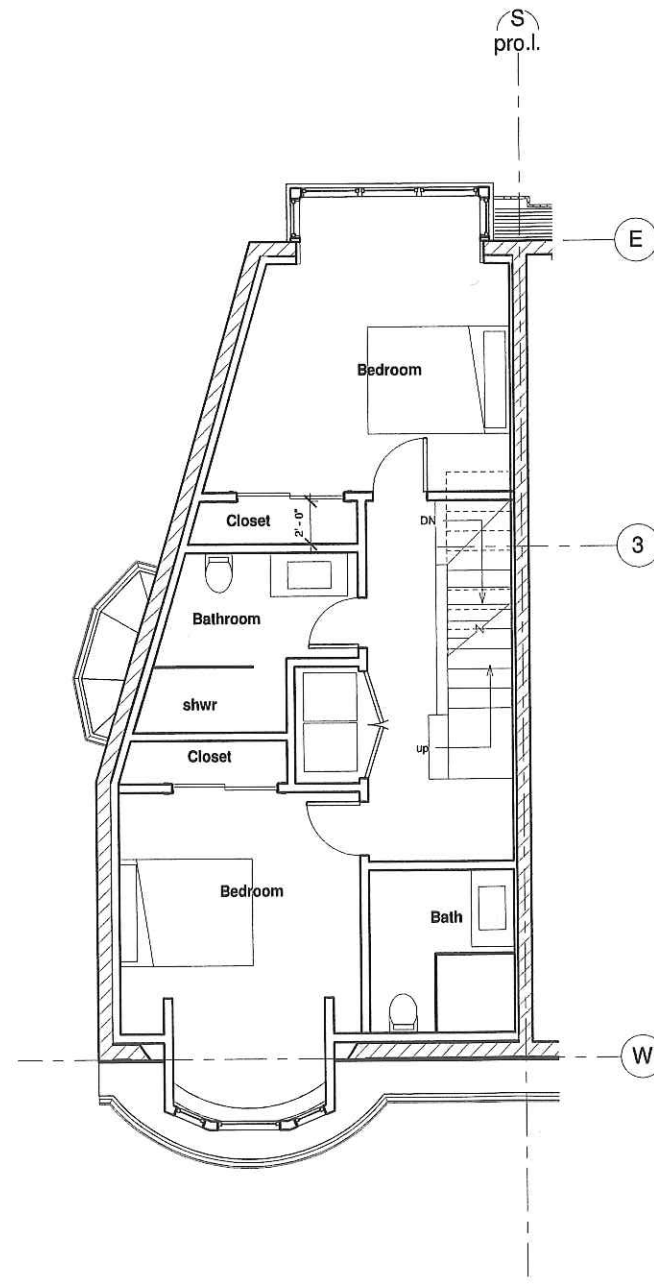 S
pro.l.
E
Bedroom
Closet
2'-0"
DN
3
Bathroom
shwr
up
Closet
Bedroom
Bath
W